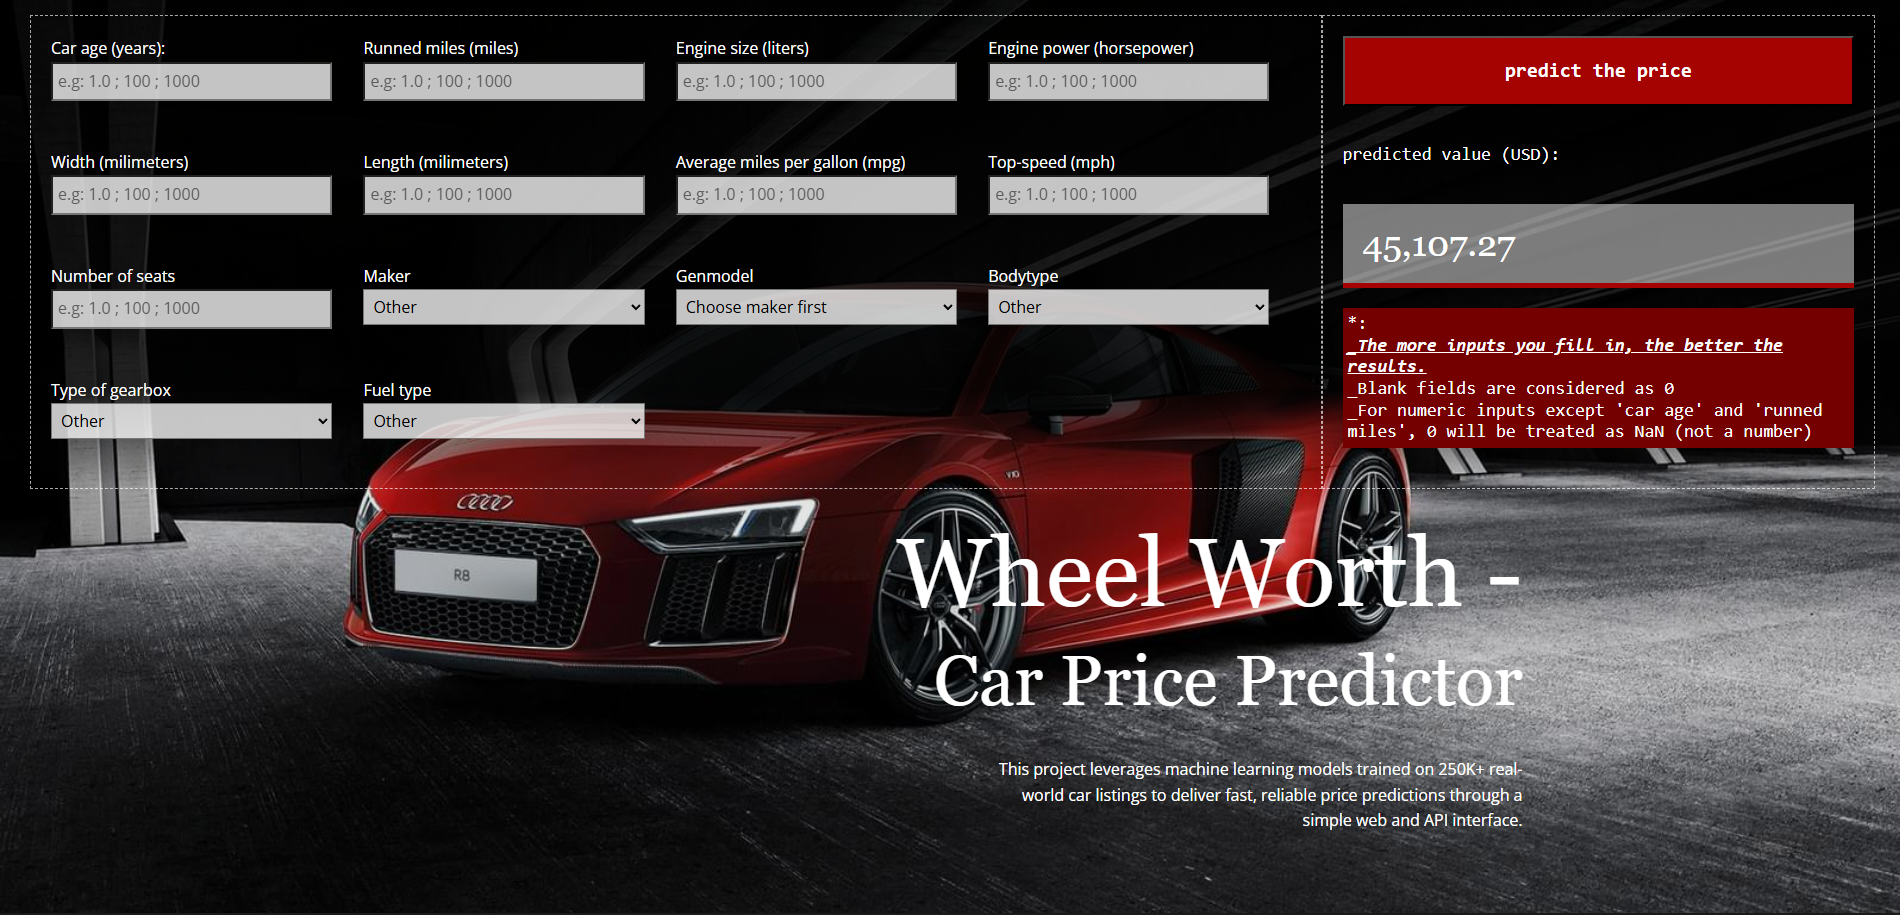 Car age (years):
e.g: 1.0 ; 100 ; 1000
Runned miles (miles)
e.g: 1.0 ; 100 ; 1000
Engine size (liters)
e.g: 1.0 ; 100 ; 1000
Engine power (horsepower)
e.g: 1.0 ; 100 ; 1000
Width (milimeters)
e.g: 1.0 ; 100 ; 1000
Length (milimeters)
e.g: 1.0 ; 100 ; 1000
Average miles per gallon (mpg)
e.g: 1.0 ; 100 ; 1000
Top-speed (mph)
e.g: 1.0 ; 100 ; 1000
Number of seats
e.g: 1.0 ; 100 ; 1000
Maker
Other
Genmodel
Choose maker first
Bodytype
Other
Type of gearbox
Other
Fuel type
Other
predict the price
predicted value (USD):
45,107.27
*:
_The more inputs you fill in, the better the
results.
_Blank fields are considered as 0
_For numeric inputs except 'car age' and 'runned
miles', 0 will be treated as NaN (not a number)
V10
R8
Wheel Worth -
Car Price Predictor
This project leverages machine learning models trained on 250K+ real-
world car listings to deliver fast, reliable price predictions through a
simple web and API interface.